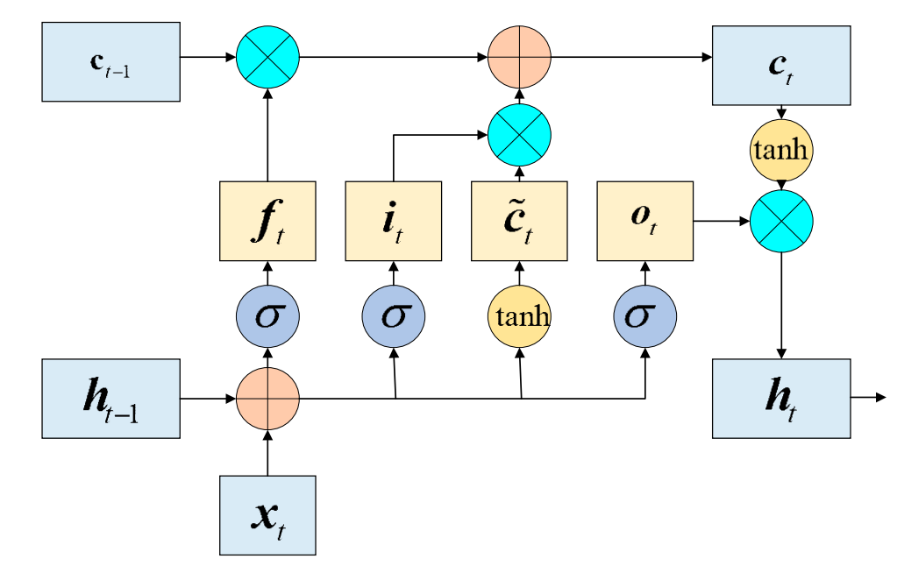 c_{t-1}
c_t
tanh
f_t
i_t
c̃_t
o_t
σ
σ
tanh
σ
h_{t-1}
h_t
x_t